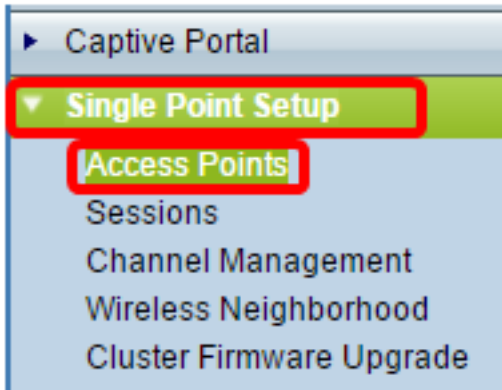 Captive Portal
Single Point Setup
Access Points
Sessions
Channel Management
Wireless Neighborhood
Cluster Firmware Upgrade